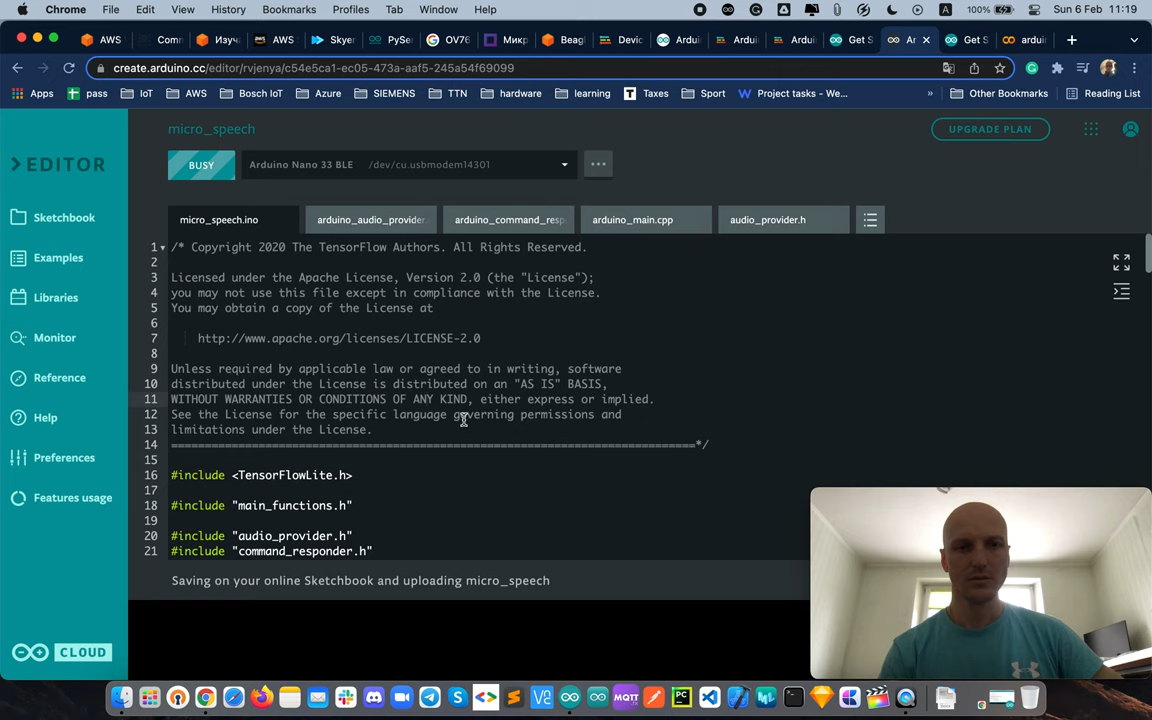 Chrome File Edit View History Bookmarks Profiles Tab Window Help 100% Sun 6 Feb 11:19
AWS Comn Изуча AWS Skyer PySe OV76 Микр Beagl Devic Ardui Ardui Ardui Get S Ar Get S ardui
create.arduino.cc/editor/rvjenya/c54e5ca1-ec05-473a-aaf5-245a54f69099
Apps pass IoT AWS Bosch IoT Azure SIEMENS TTN hardware learning Taxes Sport Project tasks - We... » Other Bookmarks Reading List
micro_speech UPGRADE PLAN
>EDITOR
BUSY Arduino Nano 33 BLE /dev/cu.usbmodem14301
micro_speech.ino arduino_audio_provider. arduino_command_resp arduino_main.cpp audio_provider.h
Sketchbook
Examples
Libraries
Monitor
Reference
Help
Preferences
Features usage
CLOUD
1 /* Copyright 2020 The TensorFlow Authors. All Rights Reserved.
2
3 Licensed under the Apache License, Version 2.0 (the "License");
4 you may not use this file except in compliance with the License.
5 You may obtain a copy of the License at
6
7 http://www.apache.org/licenses/LICENSE-2.0
8
9 Unless required by applicable law or agreed to in writing, software
10 distributed under the License is distributed on an "AS IS" BASIS,
11 WITHOUT WARRANTIES OR CONDITIONS OF ANY KIND, either express or implied.
12 See the License for the specific language governing permissions and
13 limitations under the License.
14 ==============================================================================*/
15
16 #include <TensorFlowLite.h>
17
18 #include "main_functions.h"
19
20 #include "audio_provider.h"
21 #include "command_responder.h"
Saving on your online Sketchbook and uploading micro_speech